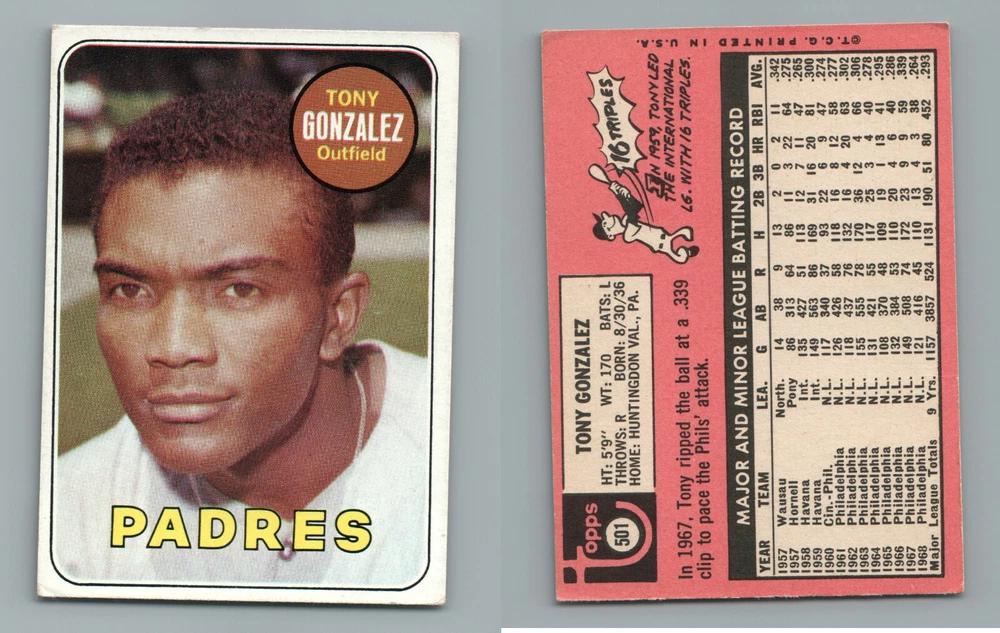 TONY
GONZALEZ
Outfield
PADRES
Topps
501
TONY GONZALEZ
HT: 5'9" WT: 170 BATS: L
THROWS: R BORN: 8/30/36
HOME: HUNTINGDON VAL., PA.
16 TRIPLES
IN 1959, TONY LED
THE INTERNATIONAL
LG. WITH 16 TRIPLES.
In 1967, Tony ripped the ball at a .339
clip to pace the Phils' attack.
MAJOR AND MINOR LEAGUE BATTING RECORD
YEAR TEAM LEA. G AB R H 2B 3B HR RBI AVG.
1957 Wausau North. 14 38 9 13 2 0 2 11 .342
1957 Hornell Pony 86 313 64 86 11 3 22 64 .275
1958 Havana Int. 135 427 51 113 12 7 11 47 .265
1959 Havana Int. 149 563 86 169 31 16 20 81 .300
1960 Cin.-Phil. N.L. 117 340 37 93 22 6 9 47 .274
1961 Philadelphia N.L. 126 426 58 118 16 8 12 58 .277
1962 Philadelphia N.L. 118 437 76 132 16 4 20 63 .302
1963 Philadelphia N.L. 155 555 78 170 36 12 4 66 .306
1964 Philadelphia N.L. 131 421 55 117 25 3 4 40 .278
1965 Philadelphia N.L. 108 370 48 109 19 1 13 41 .295
1966 Philadelphia N.L. 132 384 53 110 20 4 6 40 .286
1967 Philadelphia N.L. 149 508 74 172 23 9 9 59 .339
1968 Philadelphia N.L. 121 416 45 110 13 4 3 38 .264
Major League Totals 9 Yrs. 1157 3857 524 1131 190 51 80 452 .293
©T.C.G. PRINTED IN U.S.A.